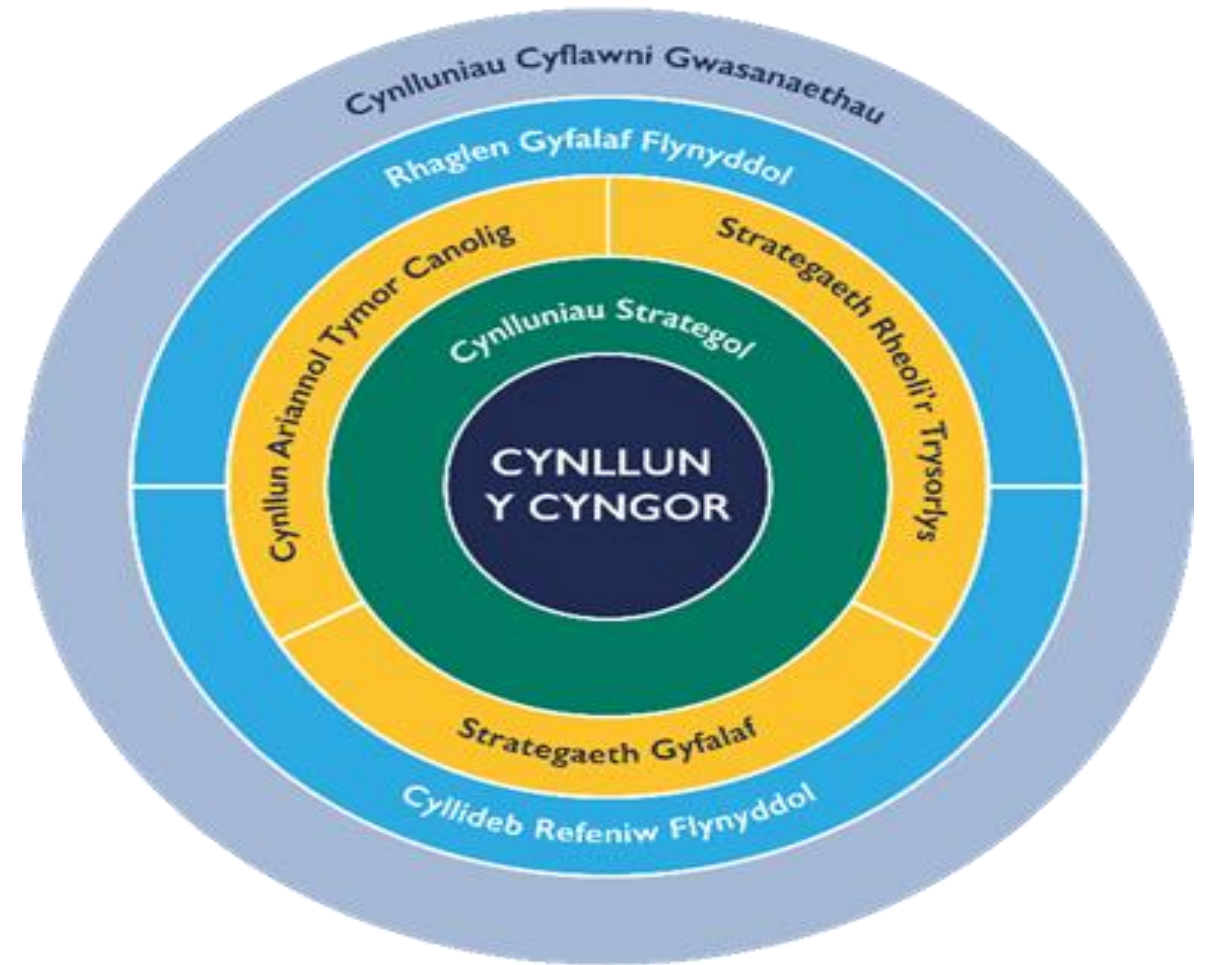 Cynlluniau Cyflawni Gwasanaethau
Rhaglen Gyfalaf Flynyddol
Cynllun Ariannol Tymor Canolig
Strategaeth Rheoli'r Trysorlys
Cynlluniau Strategol
CYNLLUN
Y CYNGOR
Strategaeth Gyfalaf
Cyllideb Refeniw Flynyddol